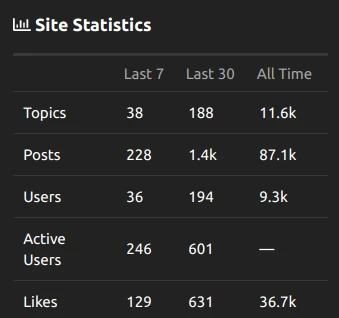 Site Statistics
Last 7 Last 30 All Time
Topics 38 188 11.6k
Posts 228 1.4k 87.1k
Users 36 194 9.3k
Active
Users 246 601 —
Likes 129 631 36.7k